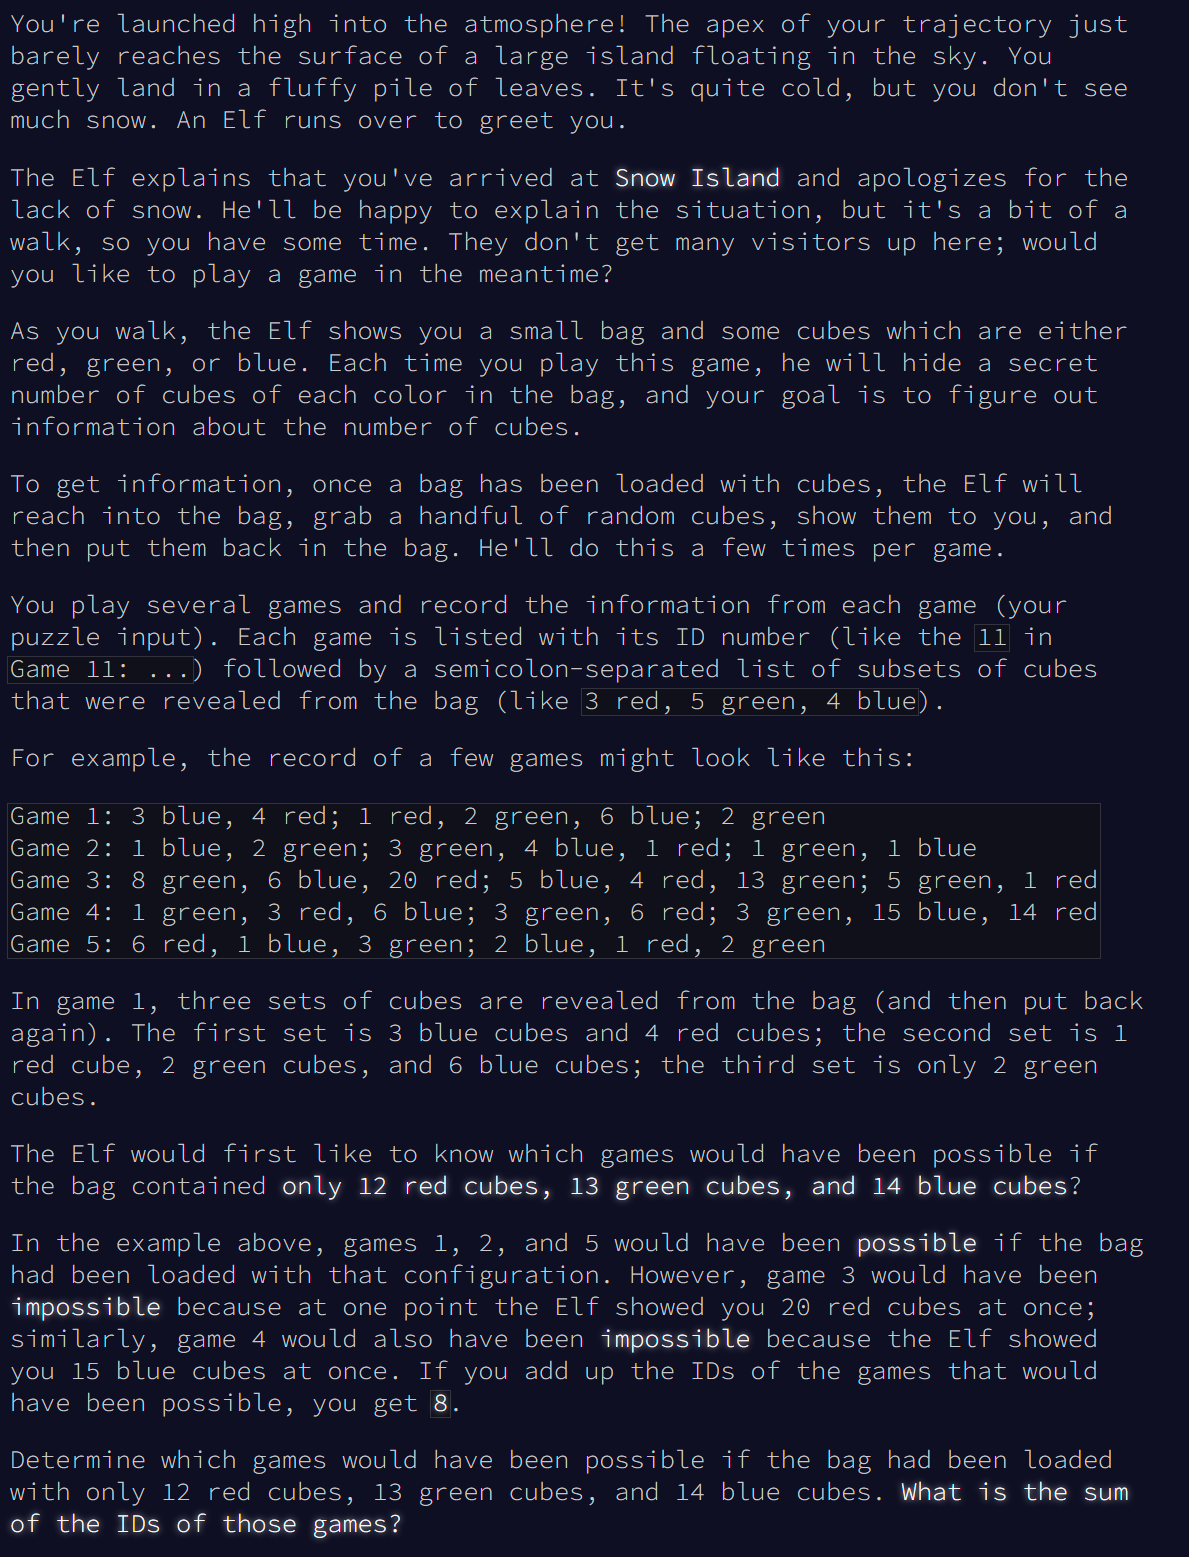 You're launched high into the atmosphere! The apex of your trajectory just
barely reaches the surface of a large island floating in the sky. You
gently land in a fluffy pile of leaves. It's quite cold, but you don't see
much snow. An Elf runs over to greet you.
The Elf explains that you've arrived at Snow Island and apologizes for the
lack of snow. He'll be happy to explain the situation, but it's a bit of a
walk, so you have some time. They don't get many visitors up here; would
you like to play a game in the meantime?
As you walk, the Elf shows you a small bag and some cubes which are either
red, green, or blue. Each time you play this game, he will hide a secret
number of cubes of each color in the bag, and your goal is to figure out
information about the number of cubes.
To get information, once a bag has been loaded with cubes, the Elf will
reach into the bag, grab a handful of random cubes, show them to you, and
then put them back in the bag. He'll do this a few times per game.
You play several games and record the information from each game (your
puzzle input). Each game is listed with its ID number (like the 11 in
Game 11: ...) followed by a semicolon-separated list of subsets of cubes
that were revealed from the bag (like 3 red, 5 green, 4 blue).
For example, the record of a few games might look like this:
Game 1: 3 blue, 4 red; 1 red, 2 green, 6 blue; 2 green
Game 2: 1 blue, 2 green; 3 green, 4 blue, 1 red; 1 green, 1 blue
Game 3: 8 green, 6 blue, 20 red; 5 blue, 4 red, 13 green; 5 green, 1 red
Game 4: 1 green, 3 red, 6 blue; 3 green, 6 red; 3 green, 15 blue, 14 red
Game 5: 6 red, 1 blue, 3 green; 2 blue, 1 red, 2 green
In game 1, three sets of cubes are revealed from the bag (and then put back
again). The first set is 3 blue cubes and 4 red cubes; the second set is 1
red cube, 2 green cubes, and 6 blue cubes; the third set is only 2 green
cubes.
The Elf would first like to know which games would have been possible if
the bag contained only 12 red cubes, 13 green cubes, and 14 blue cubes?
In the example above, games 1, 2, and 5 would have been possible if the bag
had been loaded with that configuration. However, game 3 would have been
impossible because at one point the Elf showed you 20 red cubes at once;
similarly, game 4 would also have been impossible because the Elf showed
you 15 blue cubes at once. If you add up the IDs of the games that would
have been possible, you get 8.
Determine which games would have been possible if the bag had been loaded
with only 12 red cubes, 13 green cubes, and 14 blue cubes. What is the sum
of the IDs of those games?